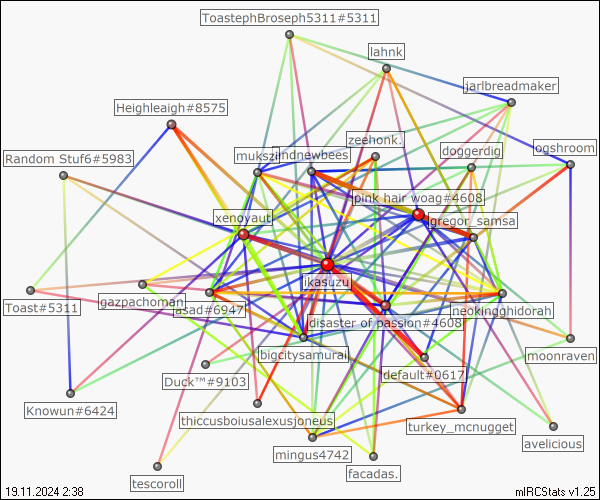 ToastephBroseph5311#5311
lahnk
jarlbreadmaker
Heighleaigh#8575
zeehonk.
ogshroom
doggerdig
Random Stuf6#5983
mukszi
indnewbees
pink hair woag#4608
xenoyaut
gregor_samsa
ikasuzu
Toast#5311
gazpachoman
asad#6947
neokingghidorah
disaster of passion#4608
bigcitysamurai
moonraven
Duck™#9103
default#0617
Knowun#6424
thiccusboiusalexusjoneus
turkey_mcnugget
avelicious
mingus4742
tescoroll
facadas.
19.11.2024 2:38
mIRCStats v1.25